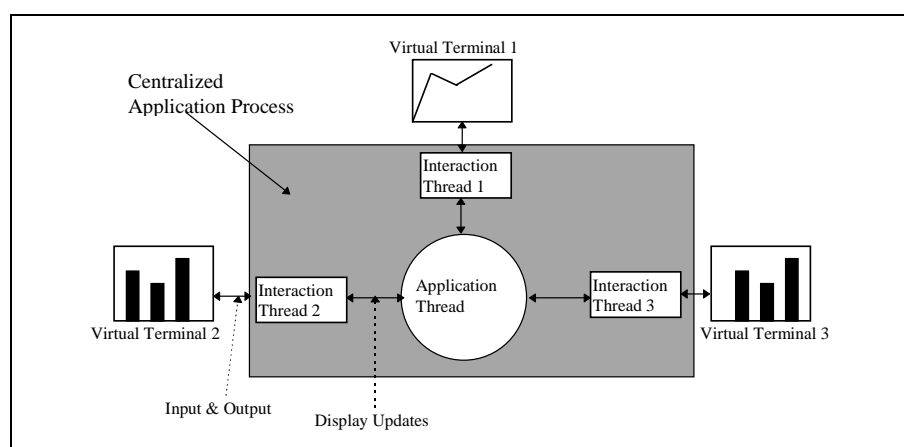 Virtual Terminal 1
Centralized
Application Process
Interaction
Thread 1
Interaction
Thread 2
Application
Thread
Interaction
Thread 3
Virtual Terminal 2
Virtual Terminal 3
Input & Output
Display Updates